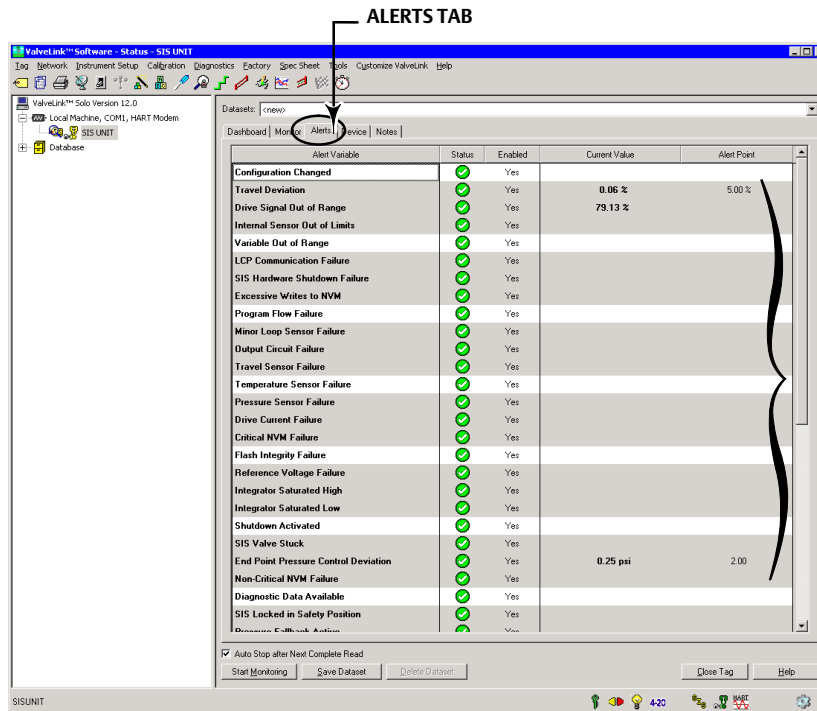 ALERTS TAB
ValveLink™ Software - Status - SIS UNIT
Tag Network Instrument Setup Calibration Diagnostics Factory Spec Sheet Tools Customize ValveLink Help
ValveLink™ Solo Version 12.0
Local Machine, COM1, HART Modem
SIS UNIT
Database
Datasets: <new>
Dashboard Monitor Alerts Device Notes
Alert Variable Status Enabled Current Value Alert Point
Configuration Changed Yes
Travel Deviation Yes 0.06 % 5.00 %
Drive Signal Out of Range Yes 79.13 %
Internal Sensor Out of Limits Yes
Variable Out of Range Yes
LCP Communication Failure Yes
SIS Hardware Shutdown Failure Yes
Excessive Writes to NVM Yes
Program Flow Failure Yes
Minor Loop Sensor Failure Yes
Output Circuit Failure Yes
Travel Sensor Failure Yes
Temperature Sensor Failure Yes
Pressure Sensor Failure Yes
Drive Current Failure Yes
Critical NVM Failure Yes
Flash Integrity Failure Yes
Reference Voltage Failure Yes
Integrator Saturated High Yes
Integrator Saturated Low Yes
Shutdown Activated Yes
SIS Valve Stuck Yes
End Point Pressure Control Deviation Yes 0.25 psi 2.00
Non-Critical NVM Failure Yes
Diagnostic Data Available Yes
SIS Locked in Safety Position Yes
Pressure Fallback Active Yes
Auto Stop after Next Complete Read
Start Monitoring Save Dataset Delete Dataset Close Tag Help
SISUNIT 4-20 HART